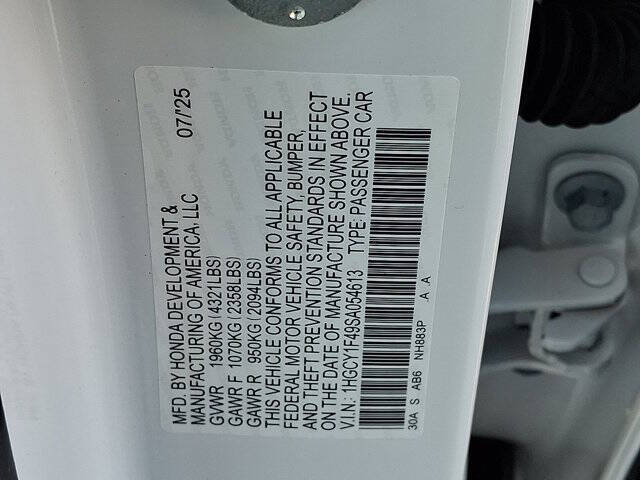 MFD. BY HONDA DEVELOPMENT & 07/'25
MANUFACTURING OF AMERICA, LLC
GVWR 1960KG(4321LBS)
GAWR F 1070KG(2358LBS)
GAWR R 950KG(2094LBS)
THIS VEHICLE CONFORMS TO ALL APPLICABLE
FEDERAL MOTOR VEHICLE SAFETY, BUMPER,
AND THEFT PREVENTION STANDARDS IN EFFECT
ON THE DATE OF MANUFACTURE SHOWN ABOVE.
V.I.N.: 1HGCY1F49SA054613 TYPE: PASSENGER CAR
30A S AB6 NH883P A A